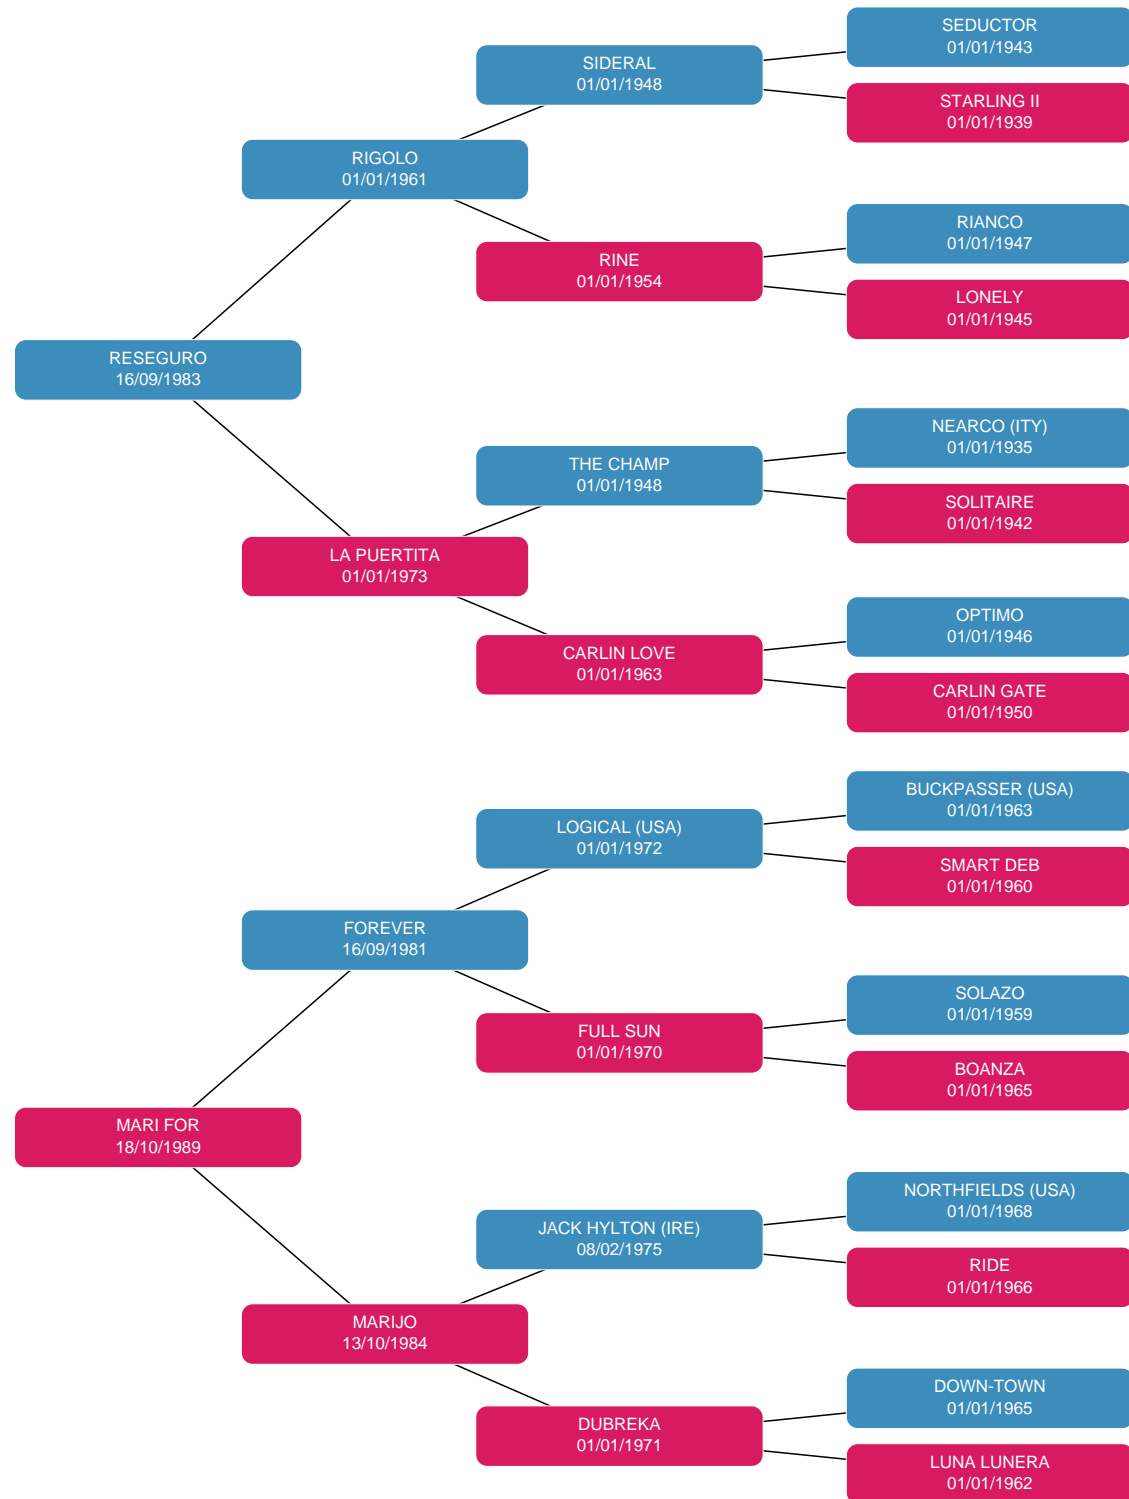 SEDUCTOR
01/01/1943
SIDERAL
01/01/1948
STARLING II
01/01/1939
RIGOLO
01/01/1961
RIANCO
01/01/1947
RINE
01/01/1954
LONELY
01/01/1945
RESEGURO
16/09/1983
NEARCO (ITY)
01/01/1935
THE CHAMP
01/01/1948
SOLITAIRE
01/01/1942
LA PUERTITA
01/01/1973
OPTIMO
01/01/1946
CARLIN LOVE
01/01/1963
CARLIN GATE
01/01/1950
BUCKPASSER (USA)
01/01/1963
LOGICAL (USA)
01/01/1972
SMART DEB
01/01/1960
FOREVER
16/09/1981
SOLAZO
01/01/1959
FULL SUN
01/01/1970
BOANZA
01/01/1965
MARI FOR
18/10/1989
NORTHFIELDS (USA)
01/01/1968
JACK HYLTON (IRE)
08/02/1975
RIDE
01/01/1966
MARIJO
13/10/1984
DOWN-TOWN
01/01/1965
DUBREKA
01/01/1971
LUNA LUNERA
01/01/1962